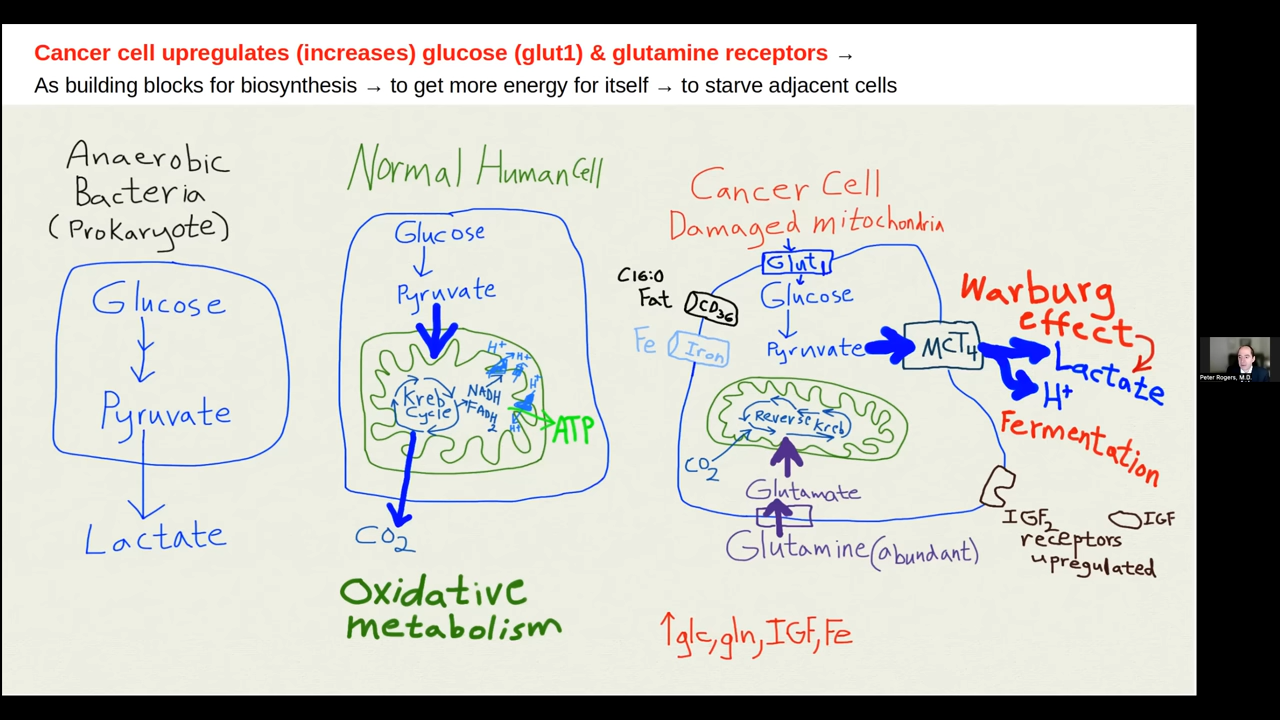 Cancer cell upregulates (increases) glucose (glut1) & glutamine receptors →
As building blocks for biosynthesis → to get more energy for itself → to starve adjacent cells
Anaerobic
Bacteria
(Prokaryote)
Glucose
Pyruvate
Lactate
Normal Human Cell
Glucose
Pyruvate
Kreb
Cycle
NADH
FADH2
H+
H+
H+
H+
ATP
CO2
Oxidative
metabolism
Cancer Cell
Damaged mitochondria
Glut1
Glucose
Pyruvate
C16:0
Fat
CD36
Fe
Iron
MCT4
Warburg
effect
Lactate
H+
Fermentation
Reverse Kreb
CO2
Glutamate
Glutamine (abundant)
IGF2
receptors
upregulated
IGF
↑glc, gln, IGF, Fe
Peter Rogers, M.D.